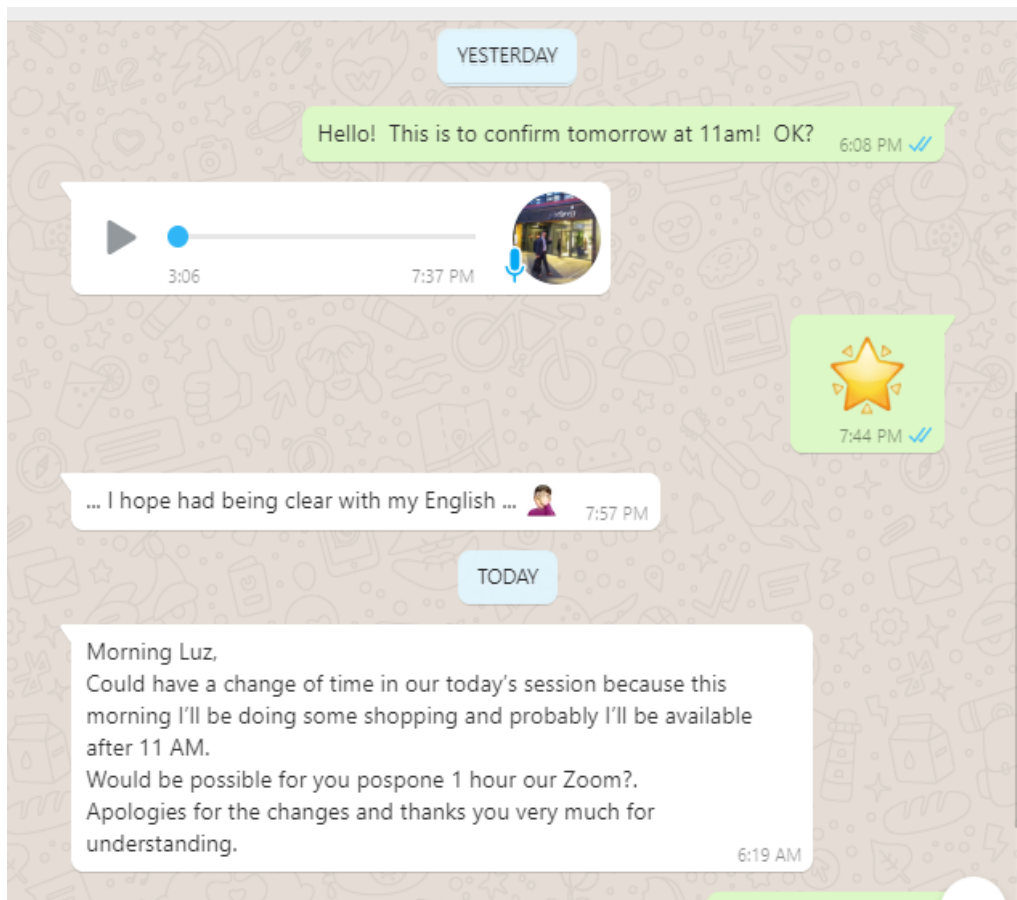 YESTERDAY
Hello!  This is to confirm tomorrow at 11am!  OK?
6:08 PM
3:06
7:37 PM
7:44 PM
... I hope had being clear with my English ...
7:57 PM
TODAY
Morning Luz,
Could have a change of time in our today's session because this
morning I'll be doing some shopping and probably I'll be available
after 11 AM.
Would be possible for you pospone 1 hour our Zoom?.
Apologies for the changes and thanks you very much for
understanding.
6:19 AM